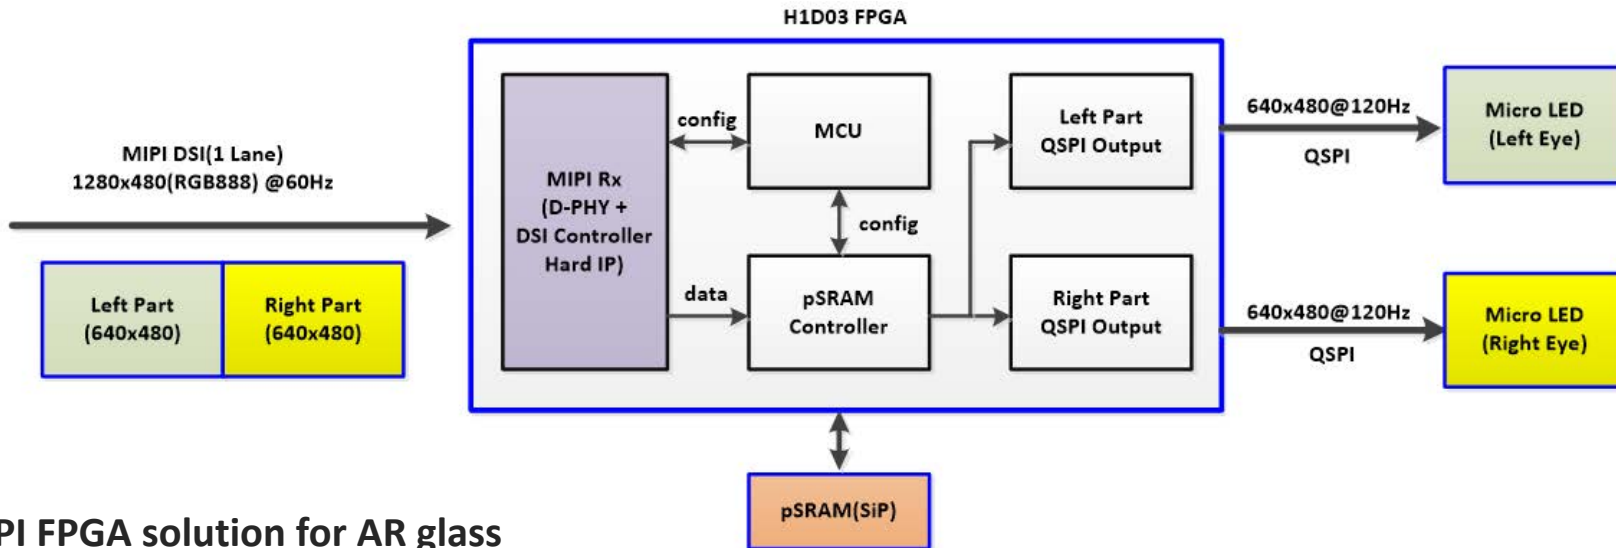 H1D03 FPGA
MIPI DSI(1 Lane)
1280x480(RGB888) @60Hz
Left Part
(640x480)
Right Part
(640x480)
MIPI Rx
(D-PHY +
DSI Controller
Hard IP)
config
MCU
config
data
pSRAM
Controller
Left Part
QSPI Output
Right Part
QSPI Output
640x480@120Hz
QSPI
Micro LED
(Left Eye)
640x480@120Hz
QSPI
Micro LED
(Right Eye)
pSRAM(SiP)
PI FPGA solution for AR glass